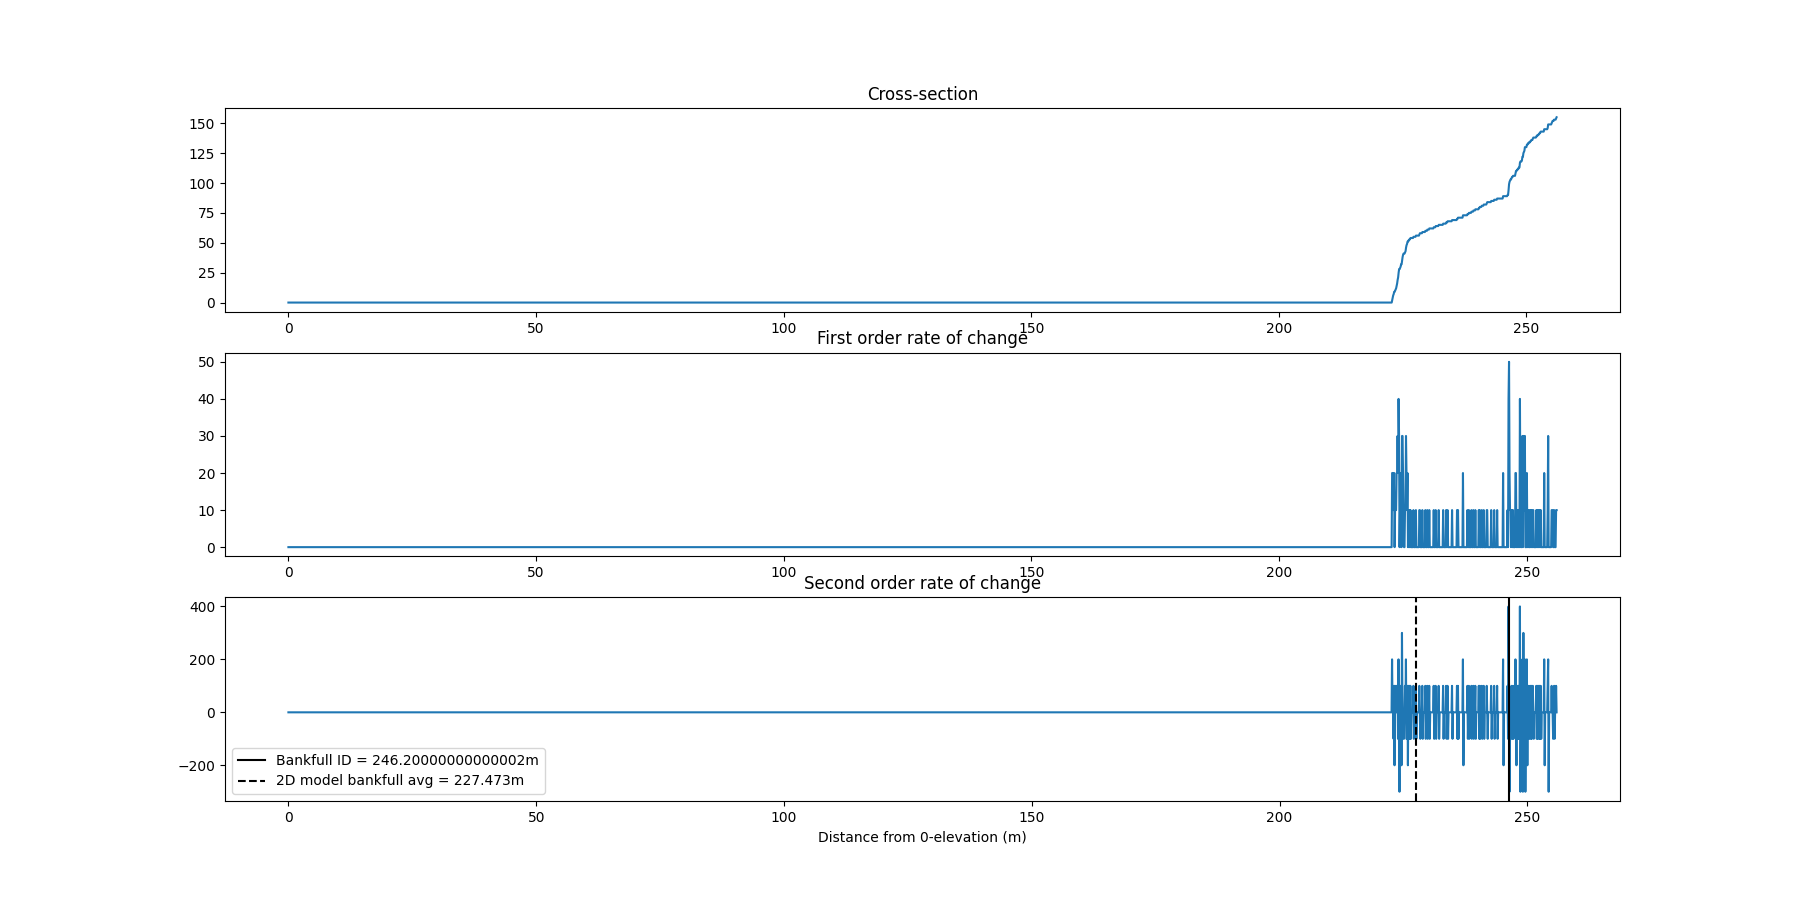 Cross-section
150
125
100
75
50
25
0
0 50 100 150 200 250
First order rate of change
50
40
30
20
10
0
0 50 100 150 200 250
Second order rate of change
400
200
0
−200
Bankfull ID = 246.20000000000002m
2D model bankfull avg = 227.473m
0 50 100 150 200 250
Distance from 0-elevation (m)